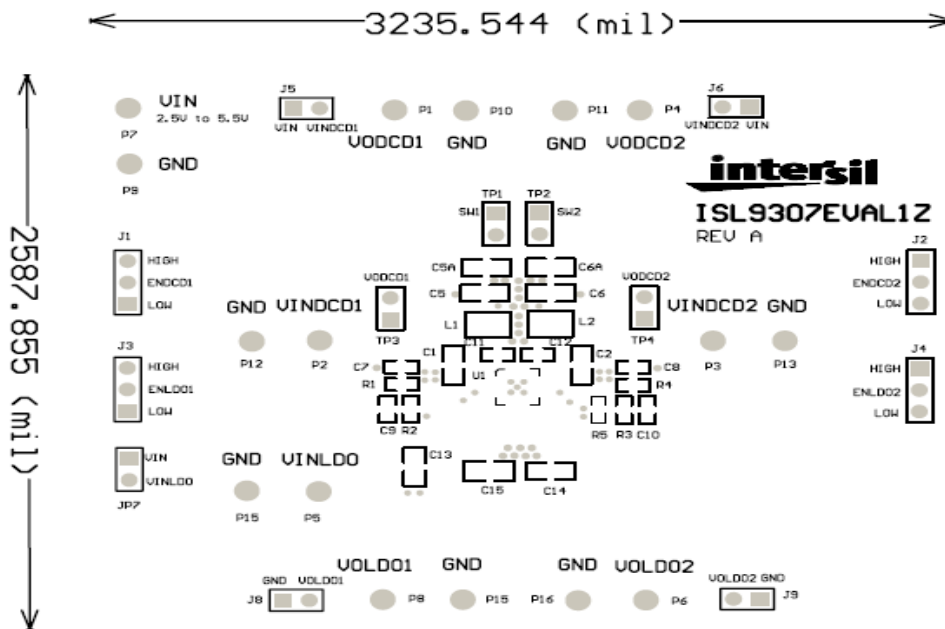 3235.544 (mil)
2587.855 (mil)
VIN
2.5V to 5.5V
P7
GND
P9
J5
VIN VINDCD1
P1
P10
VODCD1
GND
P11
P4
GND
VODCD2
J6
VINDCD2 VIN
intersil
ISL9307EVAL1Z
REV A
TP1
TP2
SW1
SW2
J1
HIGH
ENDCD1
LOW
J2
HIGH
ENDCD2
LOW
C5A
C6A
C5
C6
VODCD1
TP3
VODCD2
TP4
L1
L2
GND
VINDCD1
P12
P2
VINDCD2
GND
P3
P13
C11
C12
C1
C2
U1
C7
R1
C8
R4
C9
R2
R5
R3
C10
J3
HIGH
ENLDO1
LOW
J4
HIGH
ENLDO2
LOW
VIN
VINLDO
JP7
GND
VINLDO
P15
P5
C13
C15
C14
GND VOLDO1
J8
VOLDO1
P8
GND
P15
GND
P16
VOLDO2
P6
VOLDO2 GND
J9